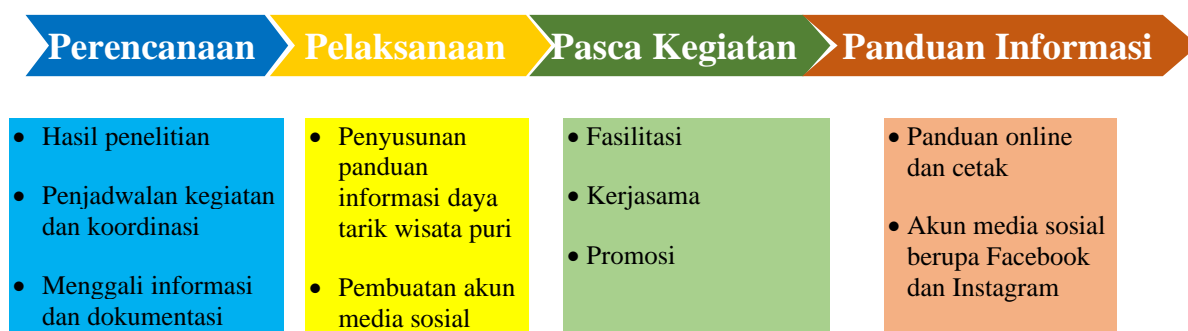 Perencanaan
Pelaksanaan
Pasca Kegiatan
Panduan Informasi
• Hasil penelitian
• Penjadwalan kegiatan
dan koordinasi
• Menggali informasi
dan dokumentasi
• Penyusunan
panduan
informasi daya
tarik wisata puri
• Pembuatan akun
media sosial
• Fasilitasi
• Kerjasama
• Promosi
• Panduan online
dan cetak
• Akun media sosial
berupa Facebook
dan Instagram